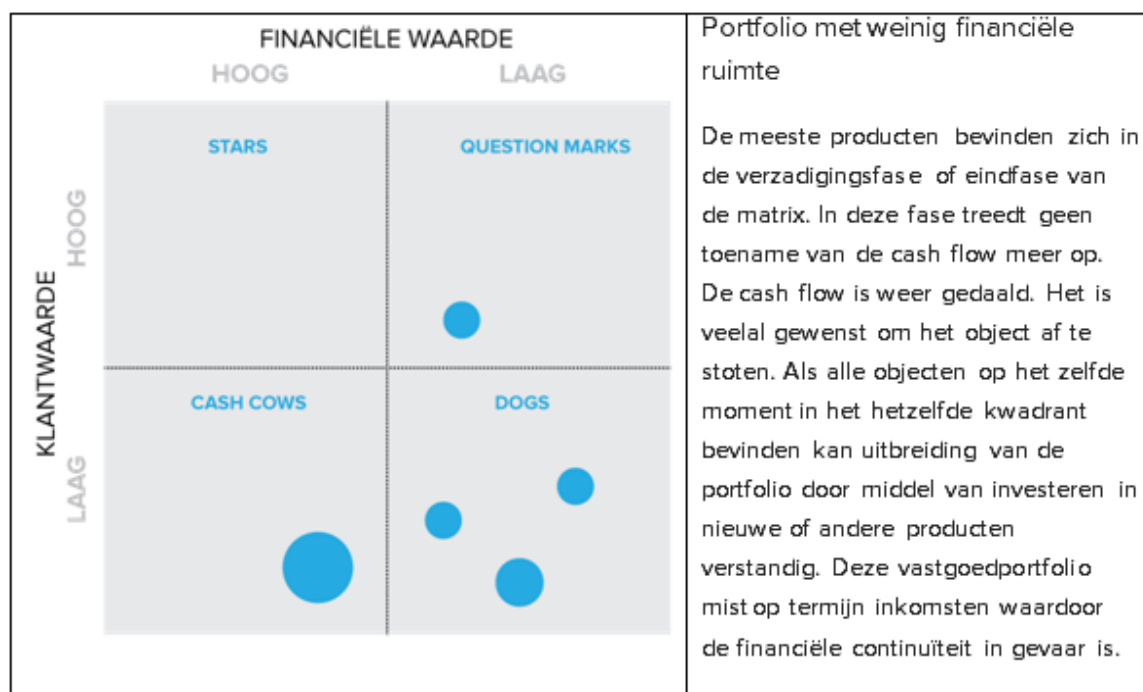 FINANCIËLE WAARDE
HOOG
LAAG
KLANTWAARDE
HOOG
LAAG
STARS
QUESTION MARKS
CASH COWS
DOGS
Portfolio met weinig financiële
ruimte
De meeste producten bevinden zich in
de verzadigingsfase of eindfase van
de matrix. In deze fase treedt geen
toename van de cash flow meer op.
De cash flow is weer gedaald. Het is
veelal gewenst om het object af te
stoten. Als alle objecten op het zelfde
moment in het hetzelfde kwadrant
bevinden kan uitbreiding van de
portfolio door middel van investeren in
nieuwe of andere producten
verstandig. Deze vastgoedportfolio
mist op termijn inkomsten waardoor
de financiële continuïteit in gevaar is.